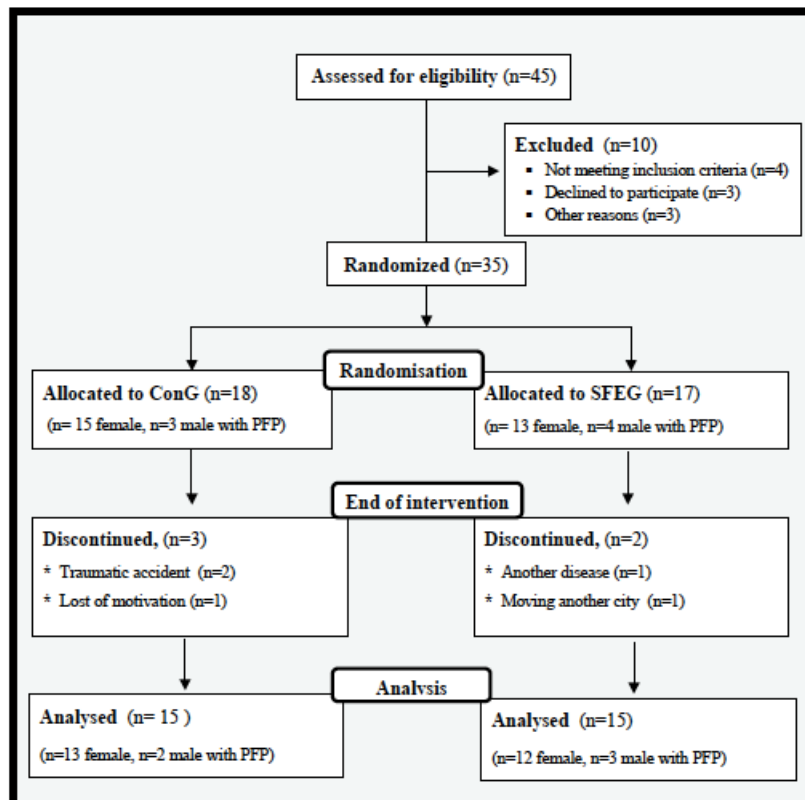 Assessed for eligibility (n=45)
Excluded (n=10)
▪ Not meeting inclusion criteria (n=4)
▪ Declined to participate (n=3)
▪ Other reasons (n=3)
Randomized (n=35)
Randomisation
Allocated to ConG (n=18)
(n= 15 female, n=3 male with PFP)
Allocated to SFEG (n=17)
(n= 13 female, n=4 male with PFP)
End of intervention
Discontinued, (n=3)
* Traumatic accident (n=2)
* Lost of motivation (n=1)
Discontinued, (n=2)
* Another disease (n=1)
* Moving another city (n=1)
Analysis
Analysed (n= 15 )
(n=13 female, n=2 male with PFP)
Analysed (n=15)
(n=12 female, n=3 male with PFP)